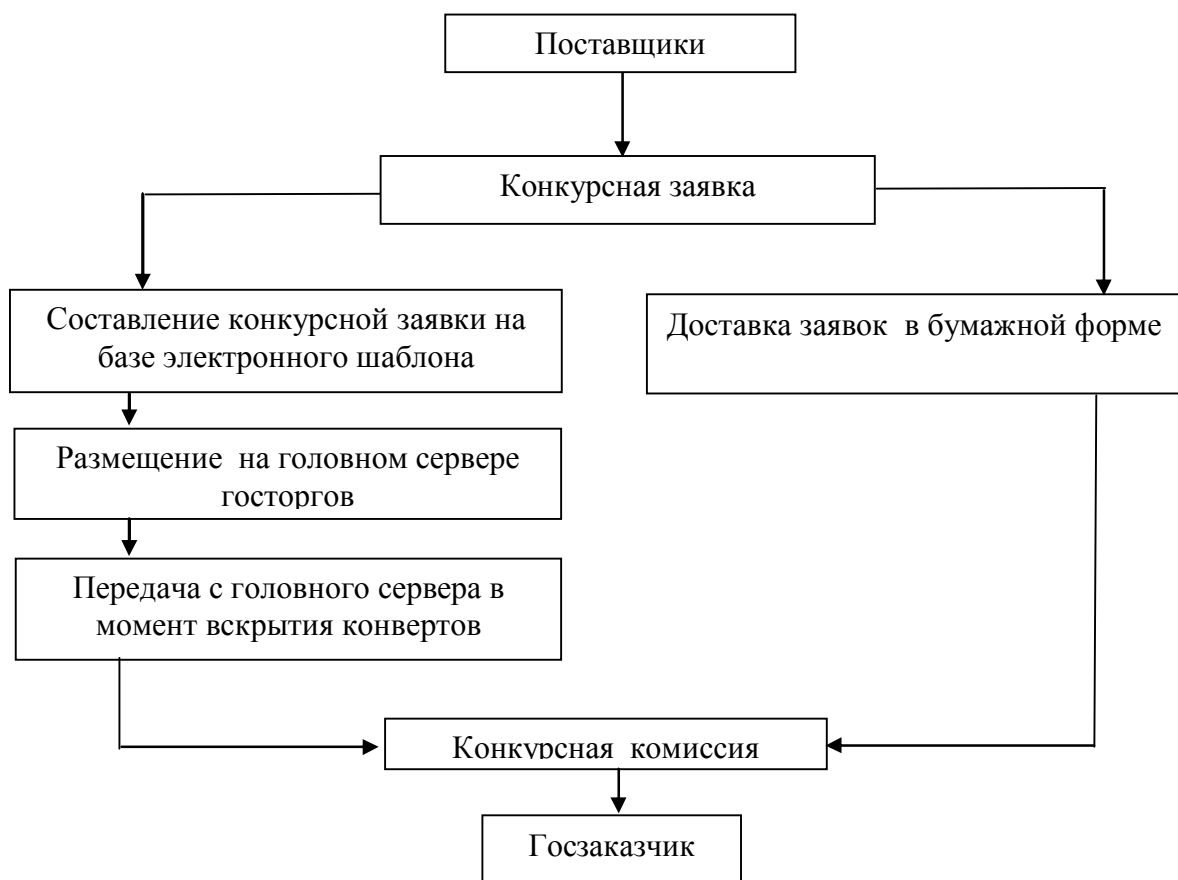 Поставщики
Конкурсная заявка
Составление конкурсной заявки на
базе электронного шаблона
Доставка заявок в бумажной форме
Размещение на головном сервере
госторгов
Передача с головного сервера в
момент вскрытия конвертов
Конкурсная комиссия
Госзаказчик